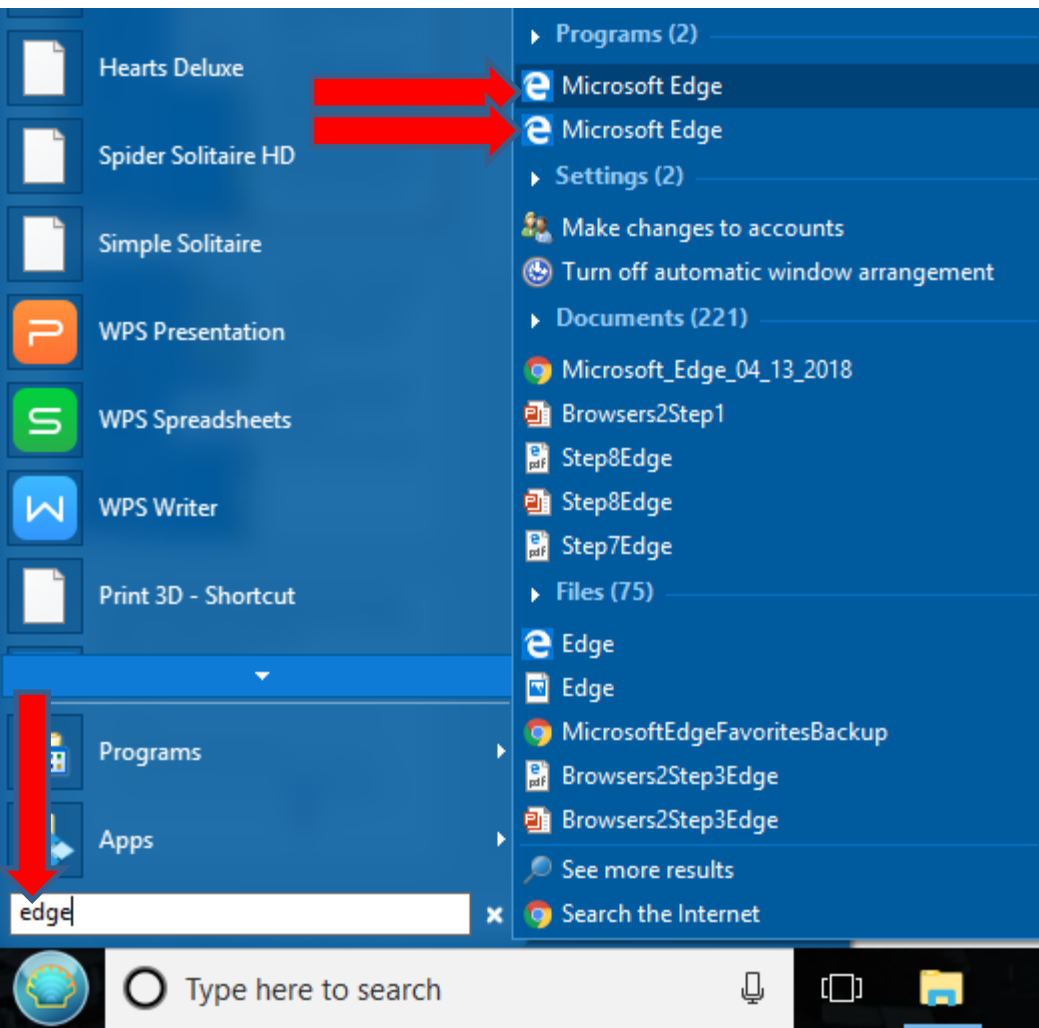 Hearts Deluxe
Spider Solitaire HD
Simple Solitaire
WPS Presentation
WPS Spreadsheets
WPS Writer
Print 3D - Shortcut
Programs
Apps
edge
Programs (2)
Microsoft Edge
Microsoft Edge
Settings (2)
Make changes to accounts
Turn off automatic window arrangement
Documents (221)
Microsoft_Edge_04_13_2018
Browsers2Step1
Step8Edge
Step8Edge
Step7Edge
Files (75)
Edge
Edge
MicrosoftEdgeFavoritesBackup
Browsers2Step3Edge
Browsers2Step3Edge
See more results
Search the Internet
Type here to search